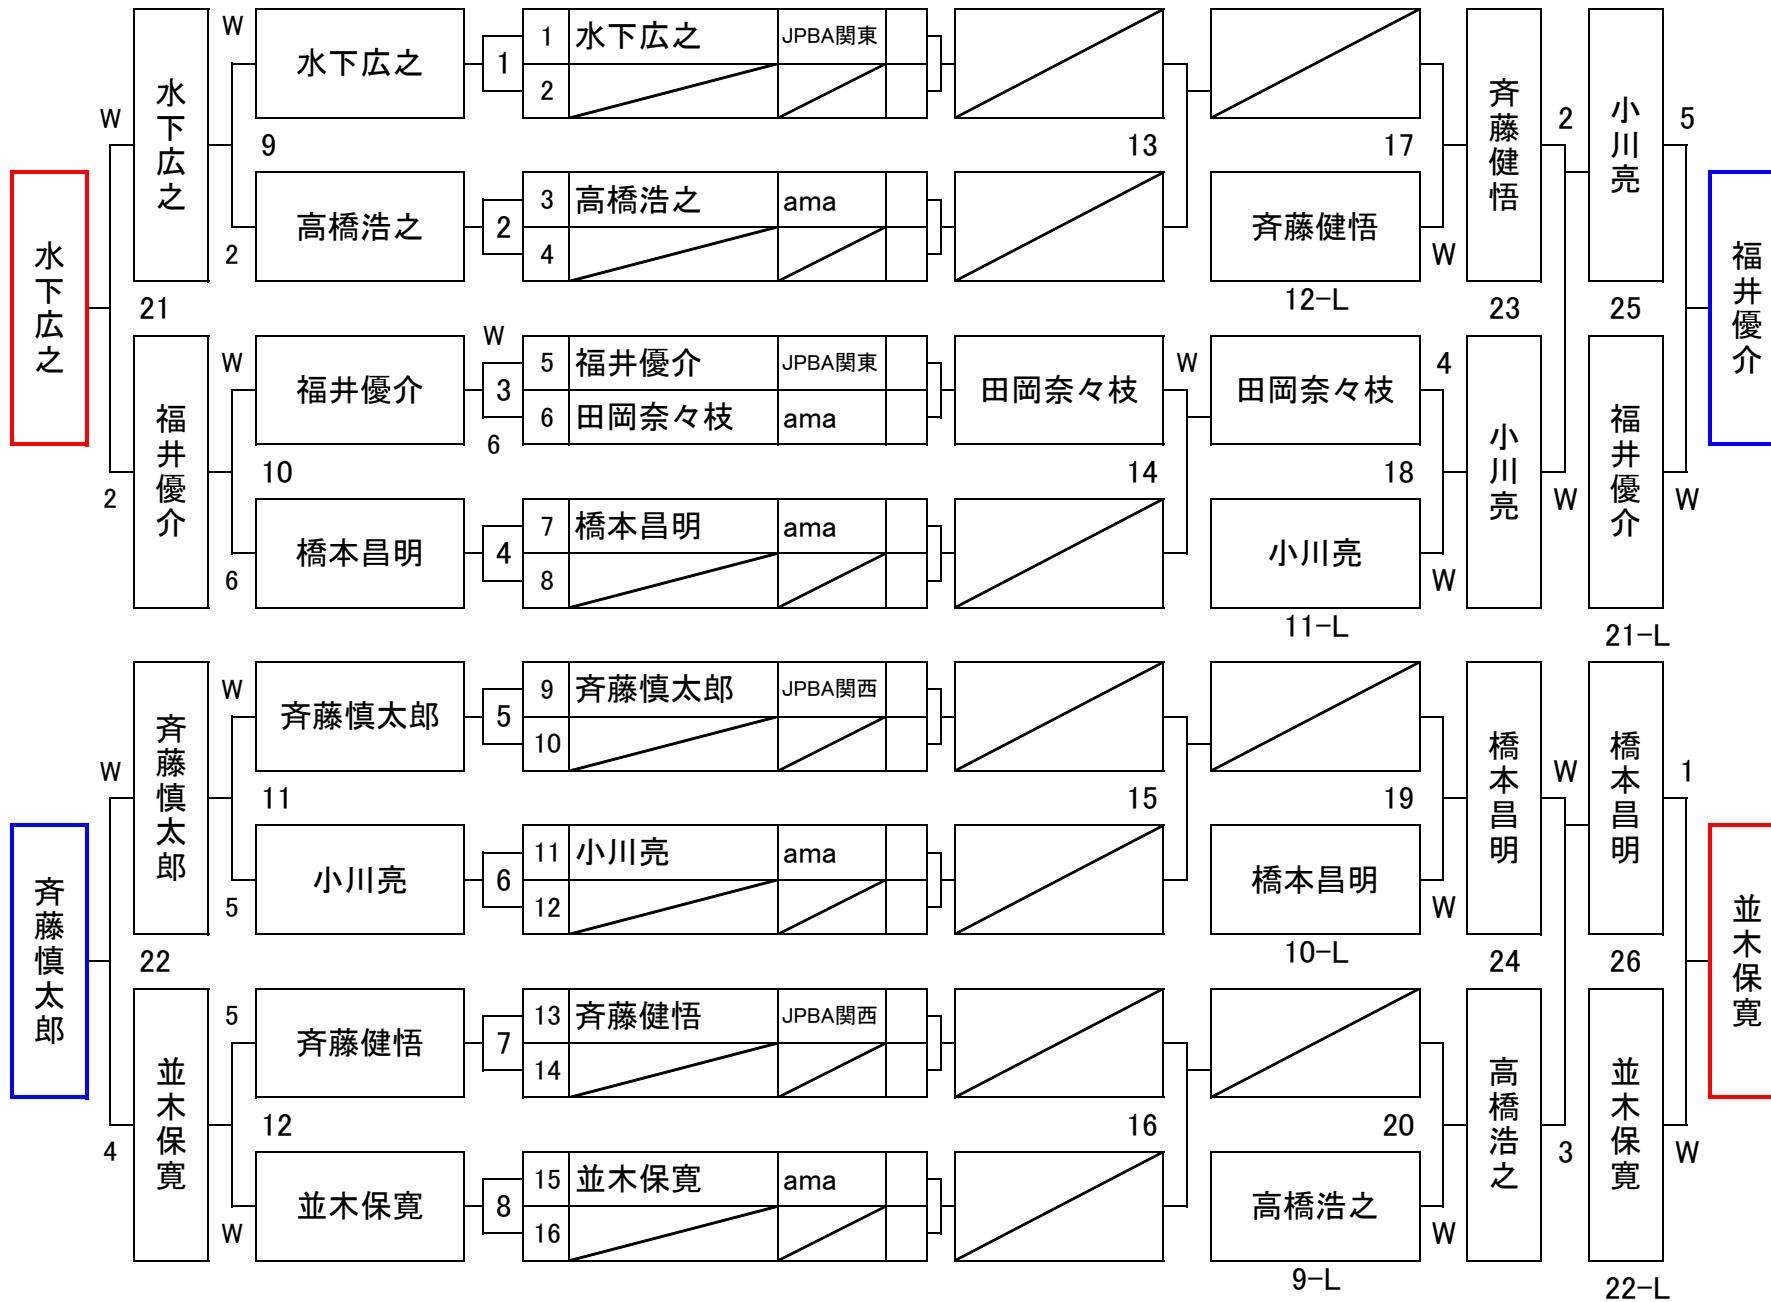 W
水下広之
1
1
水下広之
JPBA関東
2
水下広之
W
9
13
17
斉藤健悟
2
小川亮
5
高橋浩之
2
2
3
高橋浩之
ama
4
斉藤健悟
W
12-L
水下広之
21
23
25
福井優介
W
福井優介
W
3
6
5
福井優介
JPBA関東
6
田岡奈々枝
ama
田岡奈々枝
W
田岡奈々枝
4
福井優介
2
10
14
18
小川亮
W
福井優介
W
橋本昌明
6
4
7
橋本昌明
ama
8
小川亮
W
11-L
21-L
斉藤慎太郎
W
W
斉藤慎太郎
5
9
斉藤慎太郎
JPBA関西
10
橋本昌明
W
橋本昌明
1
11
15
19
小川亮
5
6
11
小川亮
ama
12
橋本昌明
W
10-L
斉藤慎太郎
22
24
26
並木保寛
並木保寛
4
5
斉藤健悟
7
13
斉藤健悟
JPBA関西
14
高橋浩之
3
並木保寛
W
12
16
20
並木保寛
W
8
15
並木保寛
ama
16
高橋浩之
W
9-L
22-L